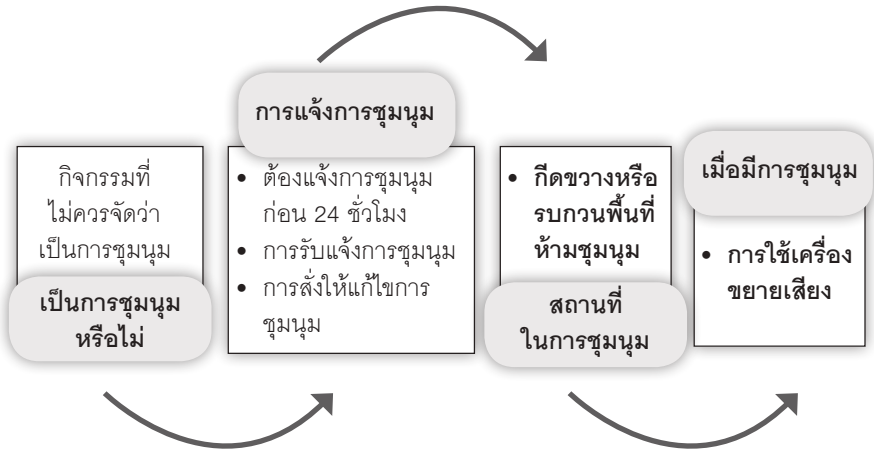 กิจกรรมที่
ไม่ควรจัดว่า
เป็นการชุมนุม
เป็นการชุมนุม
หรือไม่
การแจ้งการชุมนุม
• ต้องแจ้งการชุมนุม
ก่อน 24 ชั่วโมง
• การรับแจ้งการชุมนุม
• การสั่งให้แก้ไขการ
ชุมนุม
• กีดขวางหรือ
รบกวนพื้นที่
ห้ามชุมนุม
สถานที่
ในการชุมนุม
เมื่อมีการชุมนุม
• การใช้เครื่อง
ขยายเสียง